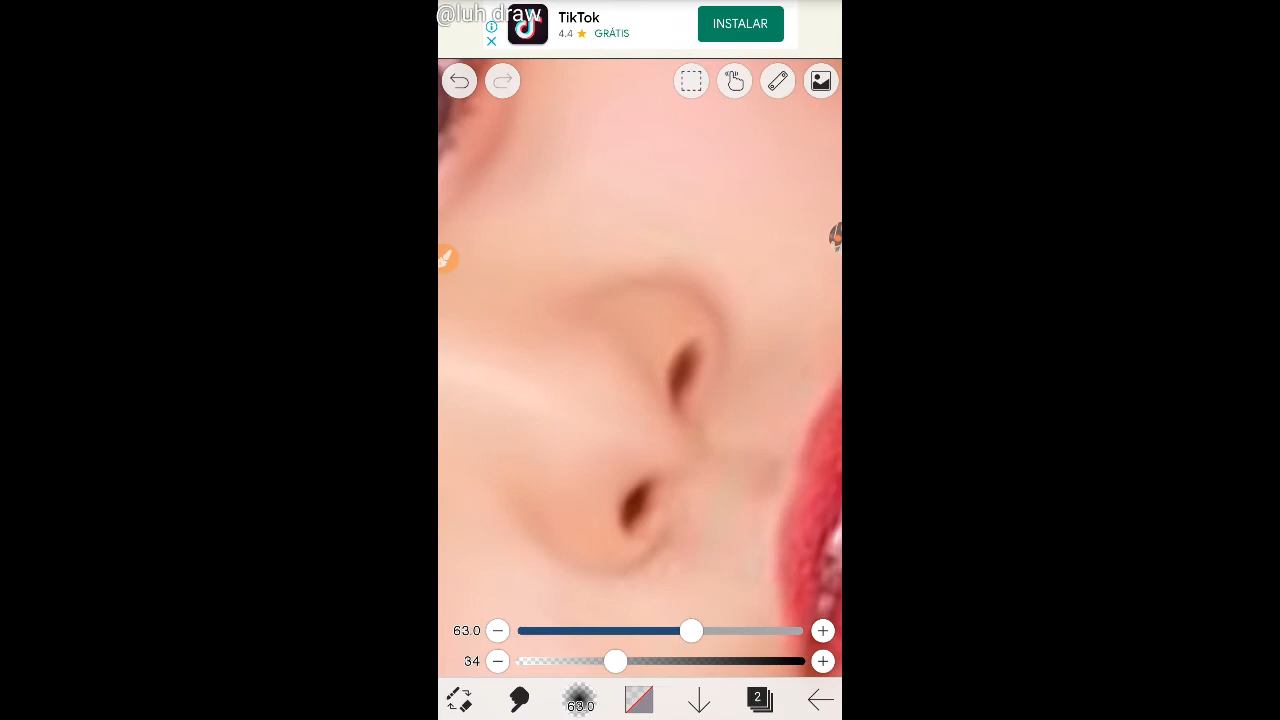 @luh draw
TikTok
4.4 ★ GRÁTIS
INSTALAR
63.0
34
63.0
2